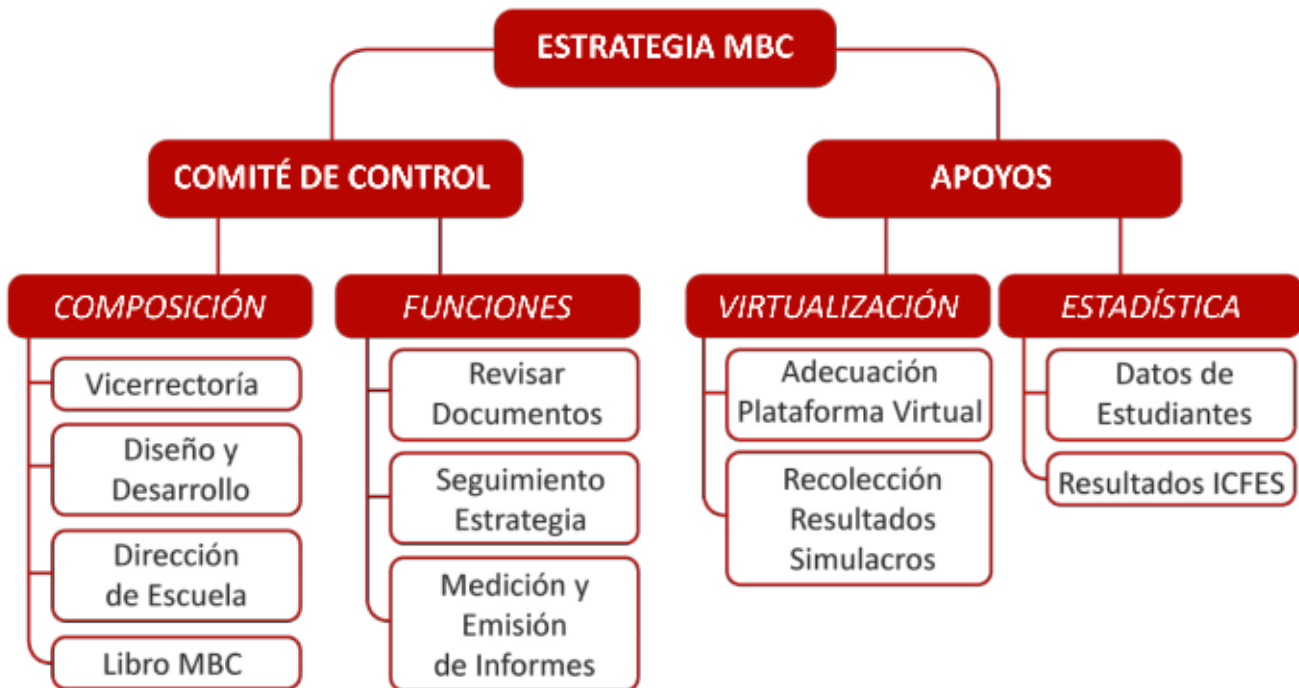 ESTRATEGIA MBC
COMITÉ DE CONTROL
APOYOS
COMPOSICIÓN
Vicerrectoría
Diseño y
Desarrollo
Dirección
de Escuela
Libro MBC
FUNCIONES
Revisar
Documentos
Seguimiento
Estrategia
Medición y
Emisión
de Informes
VIRTUALIZACIÓN
Adecuación
Plataforma Virtual
Recolección
Resultados
Simulacros
ESTADÍSTICA
Datos de
Estudiantes
Resultados ICFES